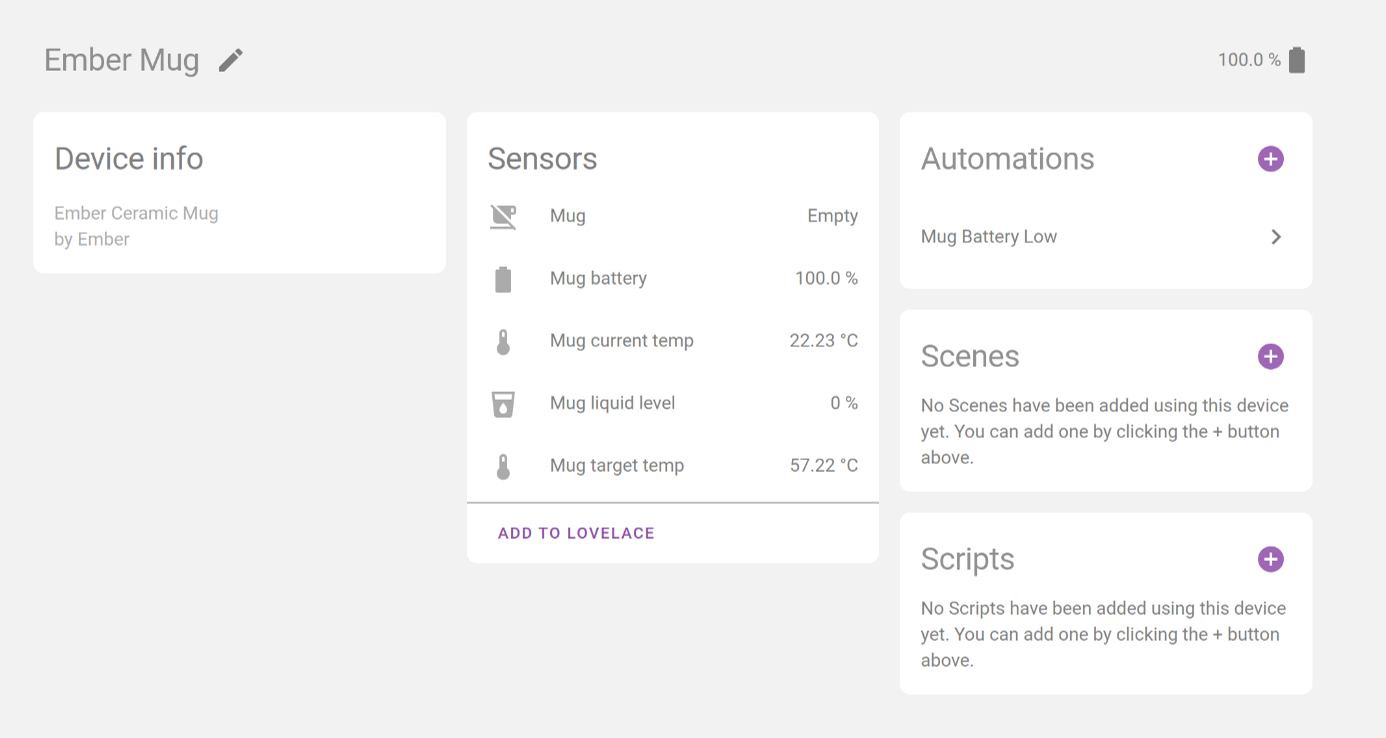 Ember Mug
100.0 %
Device info
Ember Ceramic Mug
by Ember
Sensors
Mug Empty
Mug battery 100.0 %
Mug current temp 22.23 °C
Mug liquid level 0 %
Mug target temp 57.22 °C
ADD TO LOVELACE
Automations
Mug Battery Low
Scenes
No Scenes have been added using this device
yet. You can add one by clicking the + button
above.
Scripts
No Scripts have been added using this device
yet. You can add one by clicking the + button
above.